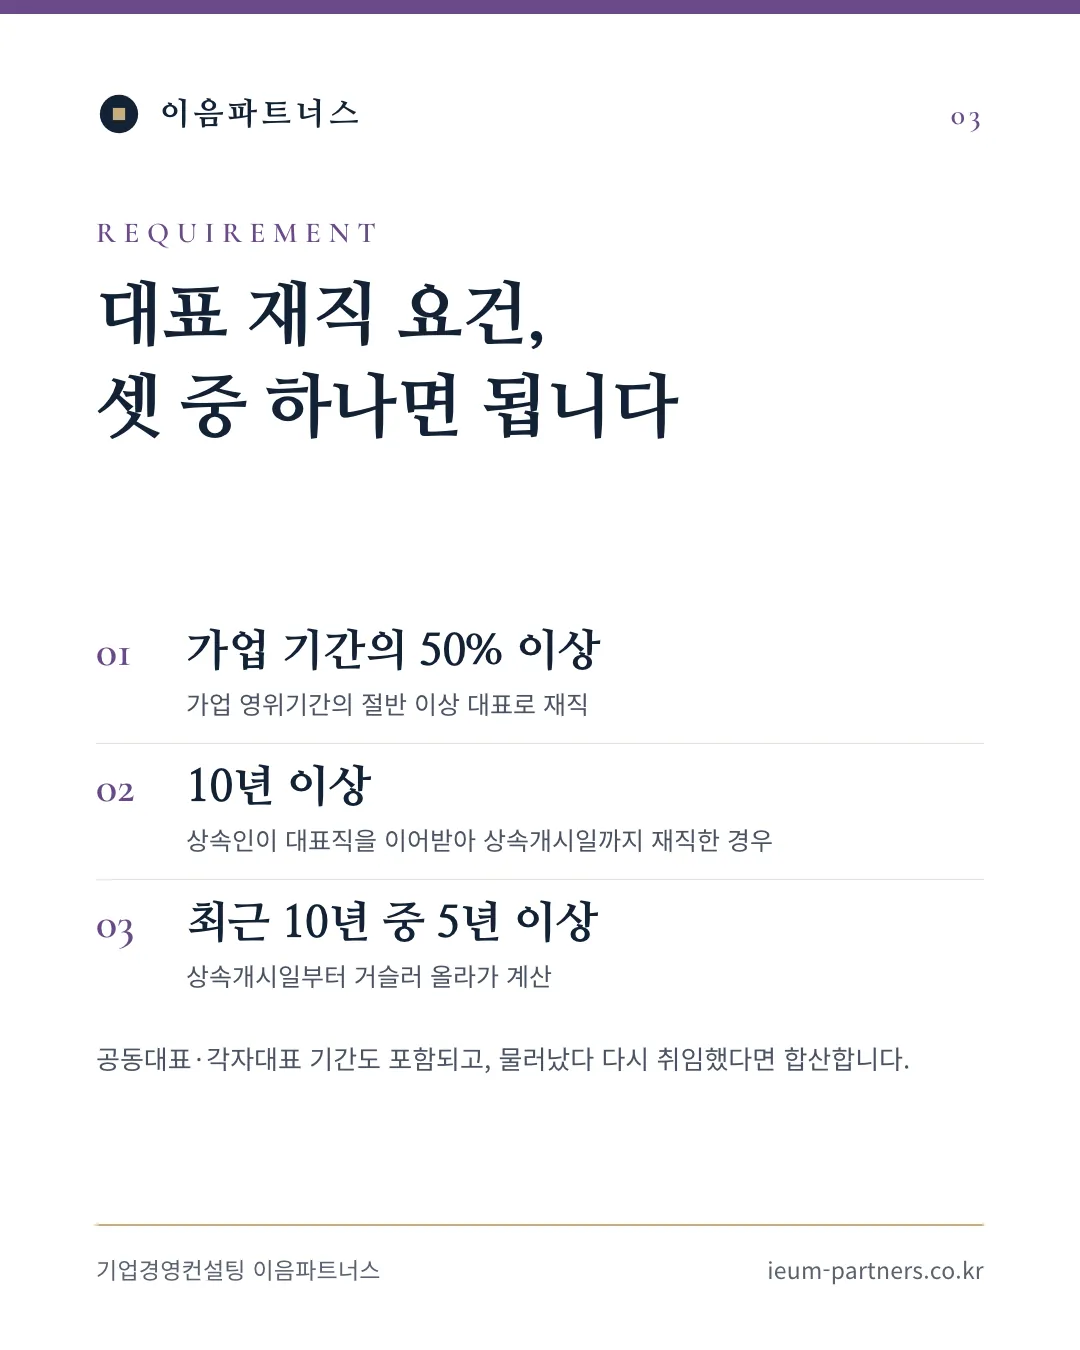 이음파트너스
03
REQUIREMENT
대표 재직 요건,
셋 중 하나면 됩니다
01 가업 기간의 50% 이상
가업 영위기간의 절반 이상 대표로 재직
02 10년 이상
상속인이 대표직을 이어받아 상속개시일까지 재직한 경우
03 최근 10년 중 5년 이상
상속개시일부터 거슬러 올라가 계산
공동대표·각자대표 기간도 포함되고, 물러났다 다시 취임했다면 합산합니다.
기업경영컨설팅 이음파트너스
ieum-partners.co.kr